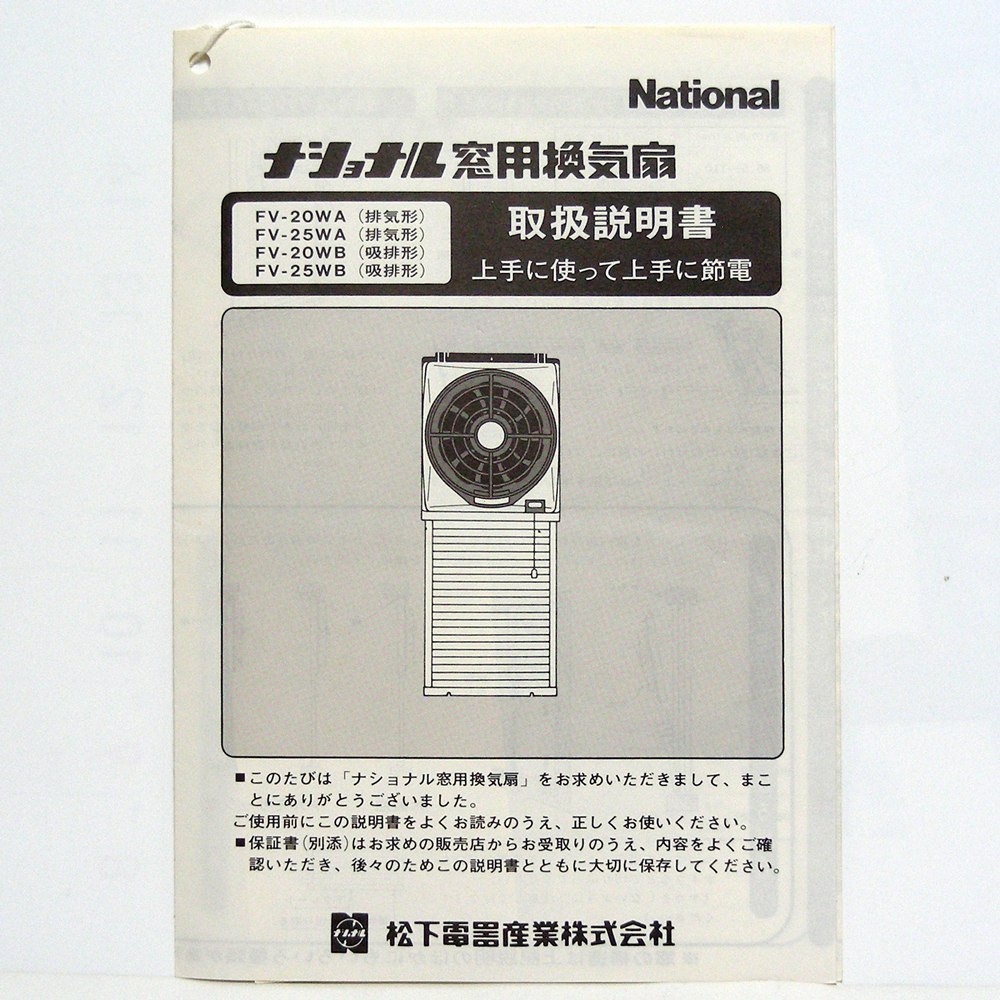 National
ナショナル窓用換気扇
FV-20WA（排気形）
FV-25WA（排気形）
FV-20WB（吸排形）
FV-25WB（吸排形）
取扱説明書
上手に使って上手に節電
■このたびは「ナショナル窓用換気扇」をお求めいただきまして、まこ
とにありがとうございました。
ご使用前にこの説明書をよくお読みのうえ、正しくお使いください。
■保証書(別添)はお求めの販売店からお受取りのうえ、内容をよくご確
認いただき、後々のためこの説明書とともに大切に保存してください。
ナショナル
松下電器産業株式会社